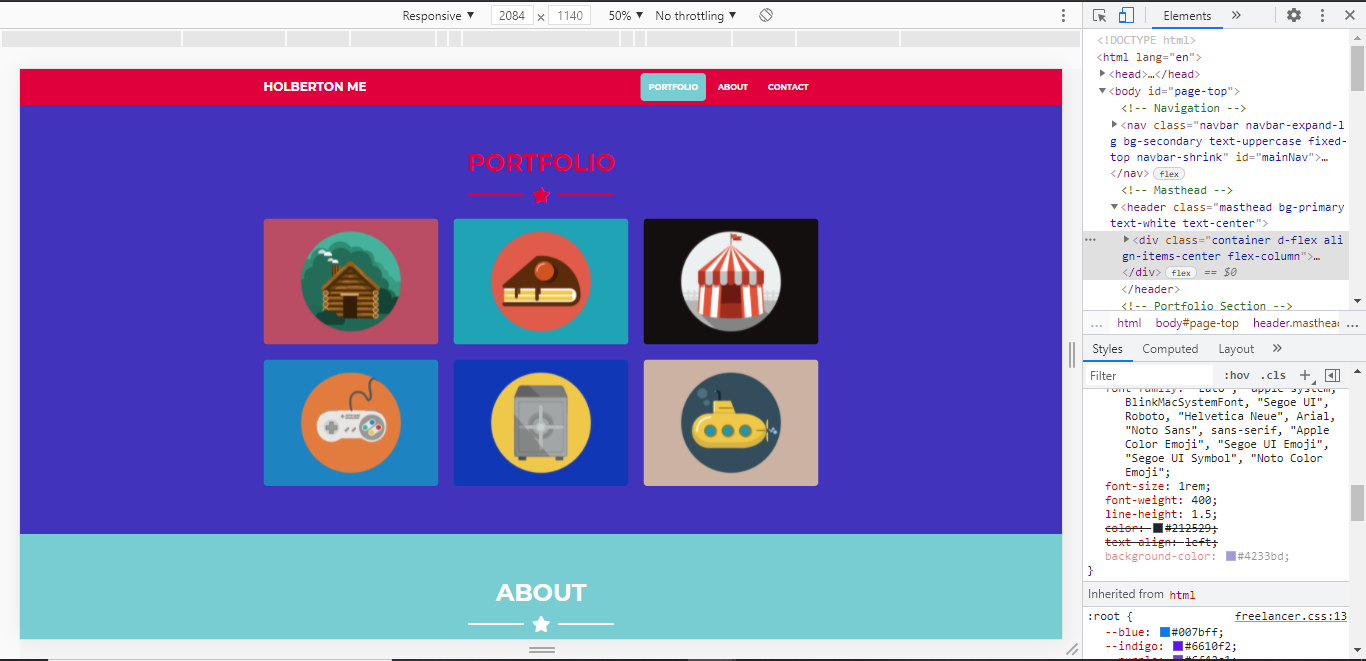 Responsive ▼ 2084 × 1140 50% ▼ No throttling ▼
Elements
HOLBERTON ME
PORTFOLIO ABOUT CONTACT
PORTFOLIO
ABOUT
<!DOCTYPE html>
<html lang="en">
▶<head>…</head>
▼<body id="page-top">
<!-- Navigation -->
▶<nav class="navbar navbar-expand-l
g bg-secondary text-uppercase fixed-
top navbar-shrink" id="mainNav">…
</nav> flex
<!-- Masthead -->
▼<header class="masthead bg-primary
text-white text-center">
▶<div class="container d-flex ali
gn-items-center flex-column">…
</div> flex == $0
</header>
<!-- Portfolio Section -->
... html body#page-top header.masthead ...
Styles Computed Layout
Filter :hov .cls +
font-family: "Lato", -apple-system,
BlinkMacSystemFont, "Segoe UI",
Roboto, "Helvetica Neue", Arial,
"Noto Sans", sans-serif, "Apple
Color Emoji", "Segoe UI Emoji",
"Segoe UI Symbol", "Noto Color
Emoji";
font-size: 1rem;
font-weight: 400;
line-height: 1.5;
color: #212529;
text-align: left;
background-color: #4233bd;
}
Inherited from html
:root { freelancer.css:13
--blue: #007bff;
--indigo: #6610f2;